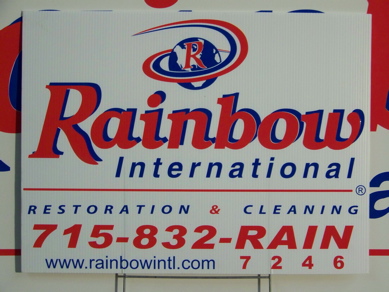 R
Rainbow
International
®
RESTORATION & CLEANING
715-832-RAIN
www.rainbowintl.com 7 2 4 6